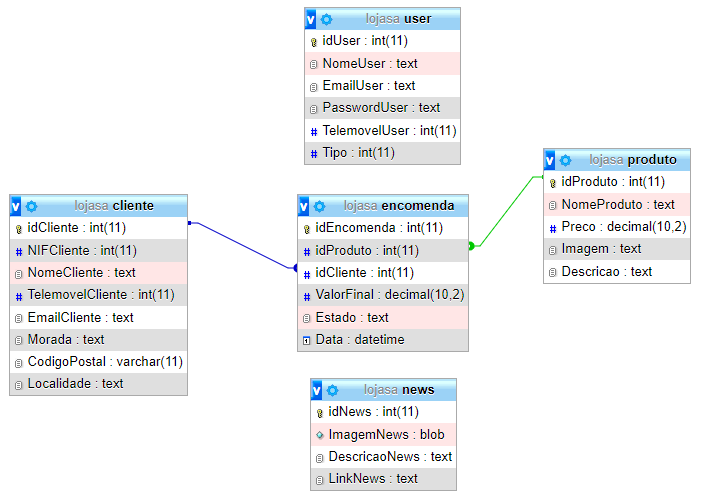 lojasa user
idUser : int(11)
NomeUser : text
EmailUser : text
PasswordUser : text
# TelemovelUser : int(11)
# Tipo : int(11)
lojasa produto
idProduto : int(11)
NomeProduto : text
# Preco : decimal(10,2)
Imagem : text
Descricao : text
lojasa cliente
idCliente : int(11)
# NIFCliente : int(11)
NomeCliente : text
# TelemovelCliente : int(11)
EmailCliente : text
Morada : text
CodigoPostal : varchar(11)
Localidade : text
lojasa encomenda
idEncomenda : int(11)
# idProduto : int(11)
# idCliente : int(11)
# ValorFinal : decimal(10,2)
Estado : text
Data : datetime
lojasa news
idNews : int(11)
ImagemNews : blob
DescricaoNews : text
LinkNews : text